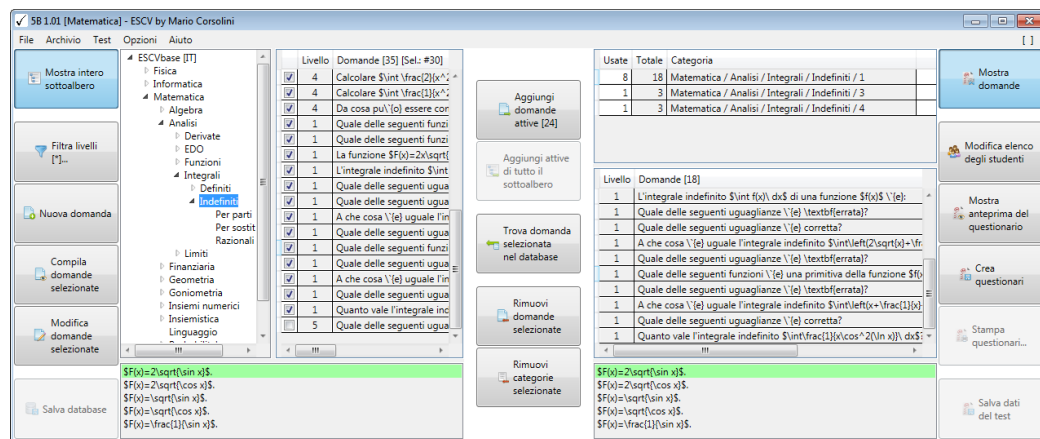 5B 1.01 [Matematica] - ESCV by Mario Corsolini
File Archivio Test Opzioni Aiuto [ ]
Mostra intero
sottoalbero
Filtra livelli
[*]...
Nuova domanda
Compila
domande
selezionate
Modifica
domande
selezionate
Salva database
ESCVbase [IT]
Fisica
Informatica
Matematica
Algebra
Analisi
Derivate
EDO
Funzioni
Integrali
Definiti
Indefiniti
Per parti
Per sostit
Razionali
Limiti
Finanziaria
Geometria
Goniometria
Insiemi numerici
Insiemistica
Linguaggio
Livello Domande [35] [Sel.: #30]
4 Calcolare $\int \frac{2}{x^2
4 Calcolare $\int \frac{1}{x^2
4 Da cosa pu\`{o} essere con
1 Quale delle seguenti funzi
1 Quale delle seguenti funzi
1 La funzione $F(x)=2x\sqrt{
1 L'integrale indefinito $\int
1 Quale delle seguenti ugua
1 Quale delle seguenti ugua
1 A che cosa \`{e} uguale l'in
1 Quale delle seguenti ugua
1 Quale delle seguenti funzi
1 Quale delle seguenti ugua
1 A che cosa \`{e} uguale l'in
1 Quale delle seguenti ugua
1 Quanto vale l'integrale inc
5 Quale delle seguenti ugua
$F(x)=2\sqrt{\sin x}$.
$F(x)=2\sqrt{\cos x}$.
$F(x)=\sqrt{\sin x}$.
$F(x)=\sqrt{\cos x}$.
$F(x)=\frac{1}{\sin x}$.
Aggiungi
domande
attive [24]
Aggiungi attive
di tutto il
sottoalbero
Trova domanda
selezionata
nel database
Rimuovi
domande
selezionate
Rimuovi
categorie
selezionate
Usate Totale Categoria
8 18 Matematica / Analisi / Integrali / Indefiniti / 1
1 3 Matematica / Analisi / Integrali / Indefiniti / 3
1 3 Matematica / Analisi / Integrali / Indefiniti / 4
Livello Domande [18]
1 L'integrale indefinito $\int f(x)\ dx$ di una funzione $f(x)$ \`{e}:
1 Quale delle seguenti uguaglianze \`{e} \textbf{errata}?
1 Quale delle seguenti uguaglianze \`{e} corretta?
1 A che cosa \`{e} uguale l'integrale indefinito $\int\left(2\sqrt{x}+\fra
1 Quale delle seguenti uguaglianze \`{e} \textbf{errata}?
1 Quale delle seguenti funzioni \`{e} una primitiva della funzione $f(x
1 Quale delle seguenti uguaglianze \`{e} \textbf{errata}?
1 A che cosa \`{e} uguale l'integrale indefinito $\int\left(x+\frac{1}{x}-
1 Quale delle seguenti uguaglianze \`{e} corretta?
1 Quanto vale l'integrale indefinito $\int\frac{1}{x\cos^2(\ln x)}\ dx$?
$F(x)=2\sqrt{\sin x}$.
$F(x)=2\sqrt{\cos x}$.
$F(x)=\sqrt{\sin x}$.
$F(x)=\sqrt{\cos x}$.
$F(x)=\frac{1}{\sin x}$.
Mostra
domande
Modifica elenco
degli studenti
Mostra
anteprima del
questionario
Crea
questionari
Stampa
questionari...
Salva dati
del test